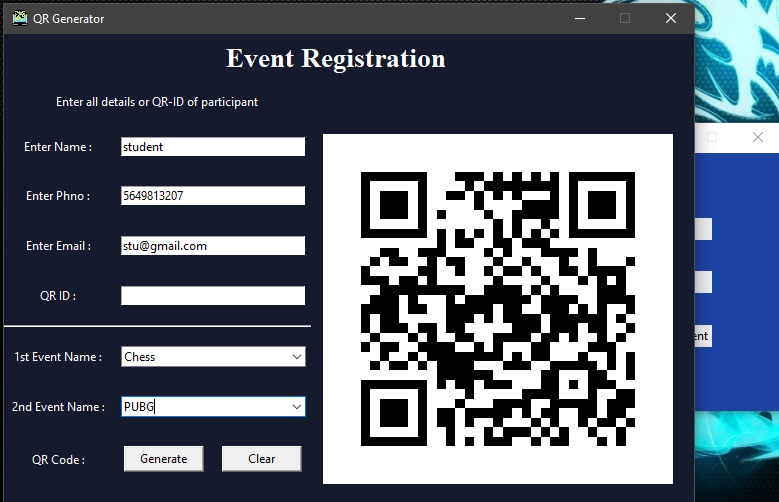 QR Generator
Event Registration
Enter all details or QR-ID of participant
Enter Name : student
Enter Phno : 5649813207
Enter Email : stu@gmail.com
QR ID :
1st Event Name : Chess
2nd Event Name : PUBG
QR Code : Generate Clear